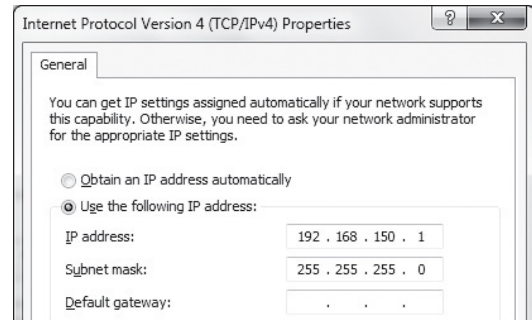 Internet Protocol Version 4 (TCP/IPv4) Properties
? X
General
You can get IP settings assigned automatically if your network supports
this capability. Otherwise, you need to ask your network administrator
for the appropriate IP settings.
Obtain an IP address automatically
Use the following IP address:
IP address: 192 . 168 . 150 . 1
Subnet mask: 255 . 255 . 255 . 0
Default gateway: . . .